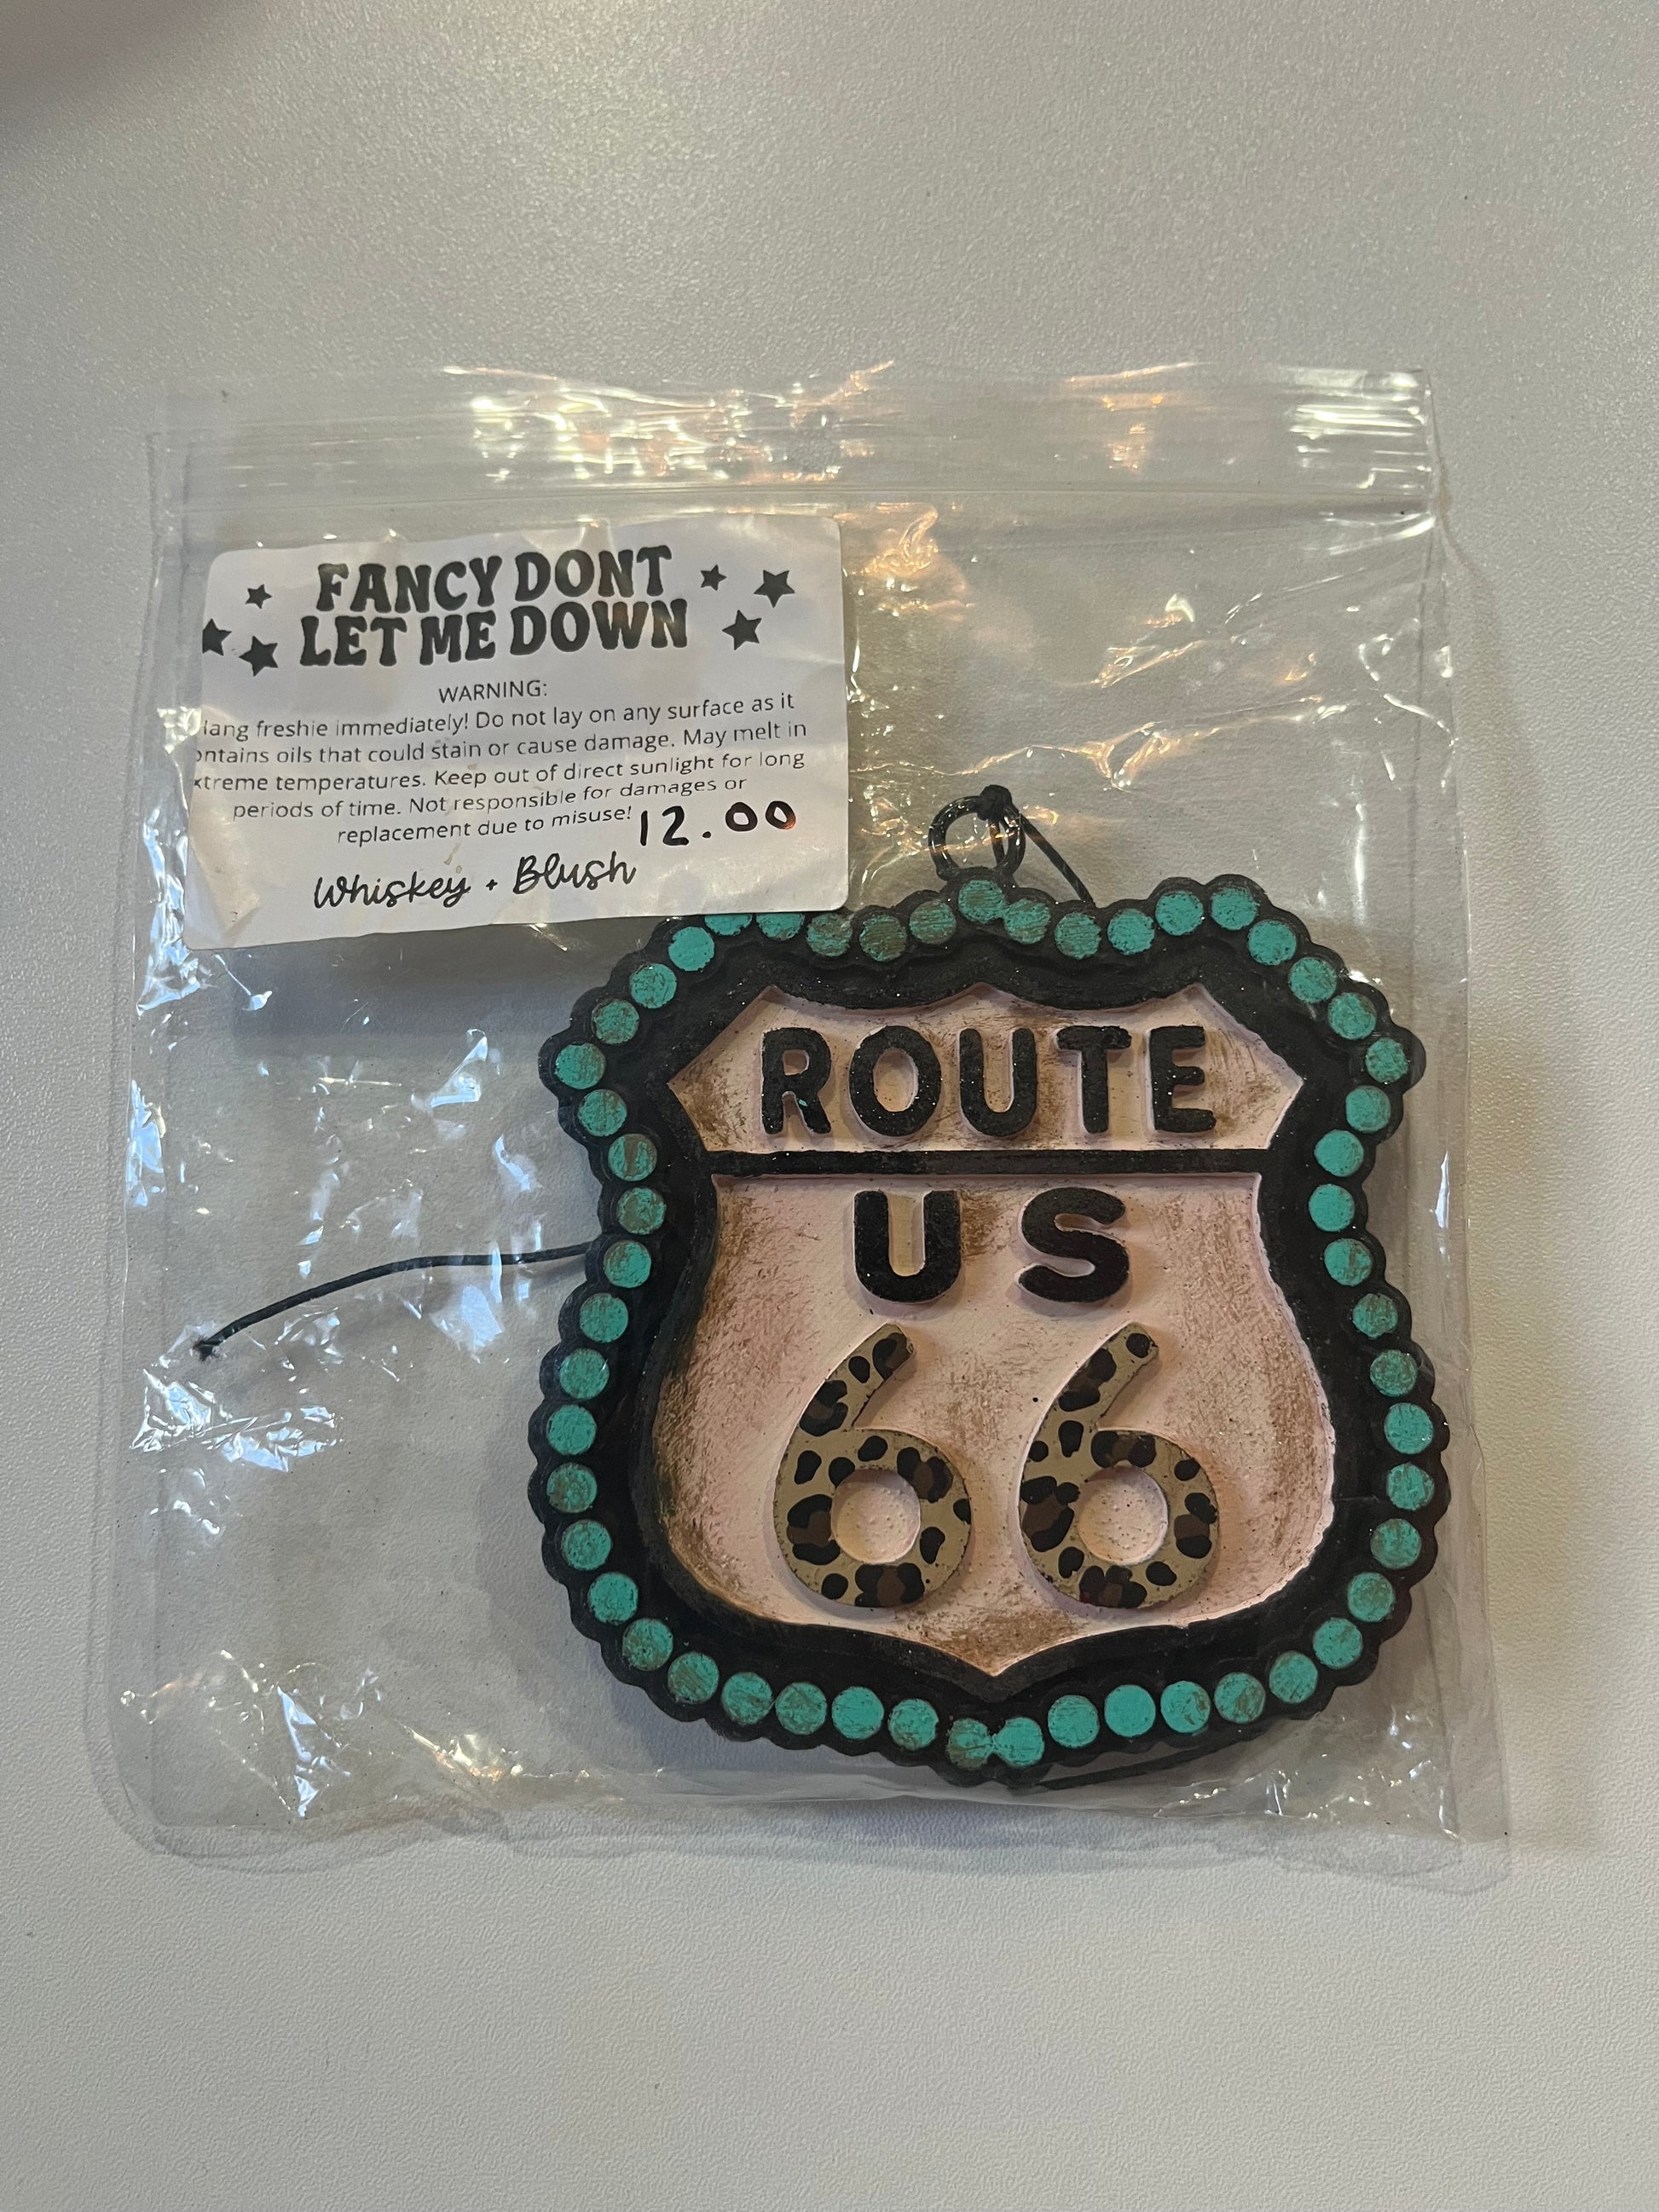 FANCY DONT
LET ME DOWN
WARNING:
Hang freshie immediately! Do not lay on any surface as it
ontains oils that could stain or cause damage. May melt in
xtreme temperatures. Keep out of direct sunlight for long
periods of time. Not responsible for damages or
replacement due to misuse! 12.00
Whiskey + Blush
ROUTE
US
66